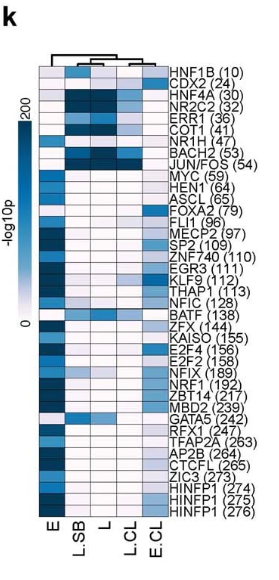 k
HNF1B (10)
CDX2 (24)
HNF4A (30)
NR2C2 (32)
ERR1 (36)
COT1 (41)
NR1H (47)
BACH2 (53)
JUN/FOS (54)
MYC (59)
HEN1 (64)
ASCL (65)
FOXA2 (79)
FLI1 (96)
MECP2 (97)
SP2 (109)
ZNF740 (110)
EGR3 (111)
KLF9 (112)
THAP1 (113)
NFIC (128)
BATF (138)
ZFX (144)
KAISO (155)
E2F4 (156)
E2F2 (158)
NFIX (189)
NRF1 (192)
ZBT14 (217)
MBD2 (239)
GATA5 (242)
RFX1 (247)
TFAP2A (263)
AP2B (264)
CTCFL (265)
ZIC3 (273)
HINFP1 (274)
HINFP1 (275)
HINFP1 (276)
200
-log10p
0
E
L.SB
L
L.CL
E.CL